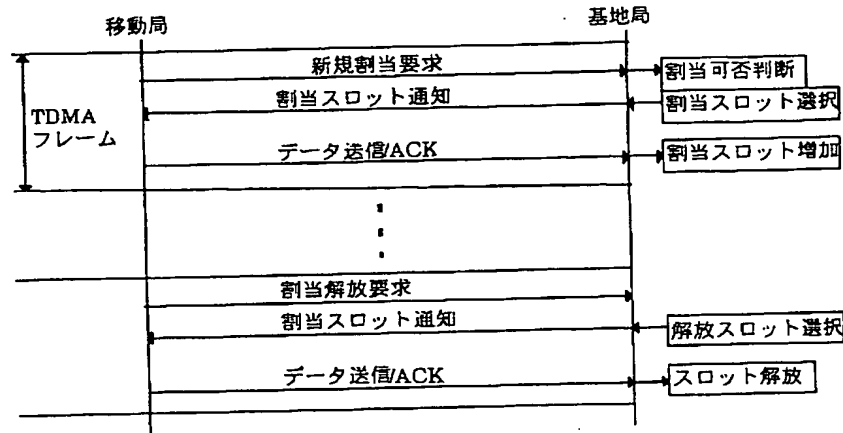 移動局
基地局
新規割当要求
割当可否判断
割当スロット通知
割当スロット選択
TDMA
フレーム
データ送信/ACK
割当スロット増加
割当解放要求
割当スロット通知
解放スロット選択
データ送信/ACK
スロット解放